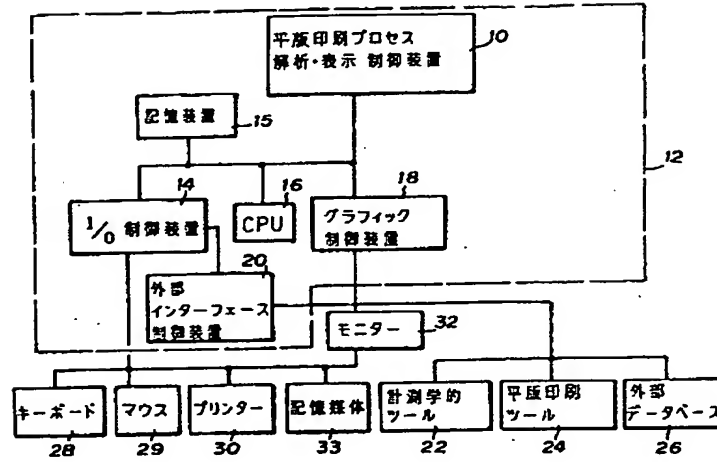 平版印刷プロセス
解析・表示 制御装置
10
記憶装置
15
12
14
I/O 制御装置
16
CPU
18
グラフィック
制御装置
20
外部
インターフェース
制御装置
モニター
32
キーボード
28
マウス
29
プリンター
30
記憶媒体
33
計測学的
ツール
22
平版印刷
ツール
24
外部
データベース
26